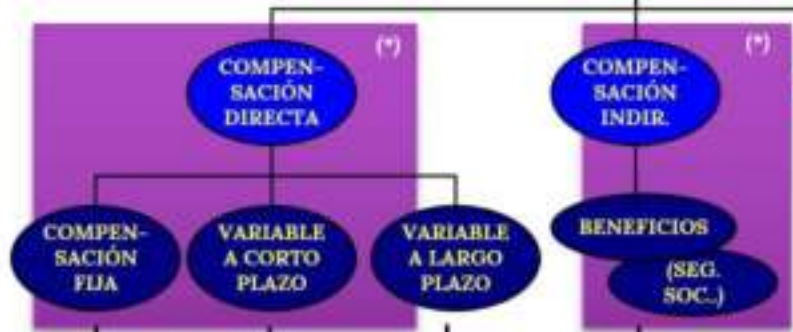 (*)
COMPEN-
SACIÓN
DIRECTA
(*)
COMPEN-
SACIÓN
INDIR.
COMPEN-
SACIÓN
FIJA
VARIABLE
A CORTO
PLAZO
VARIABLE
A LARGO
PLAZO
BENEFICIOS
(SEG.
SOC..)